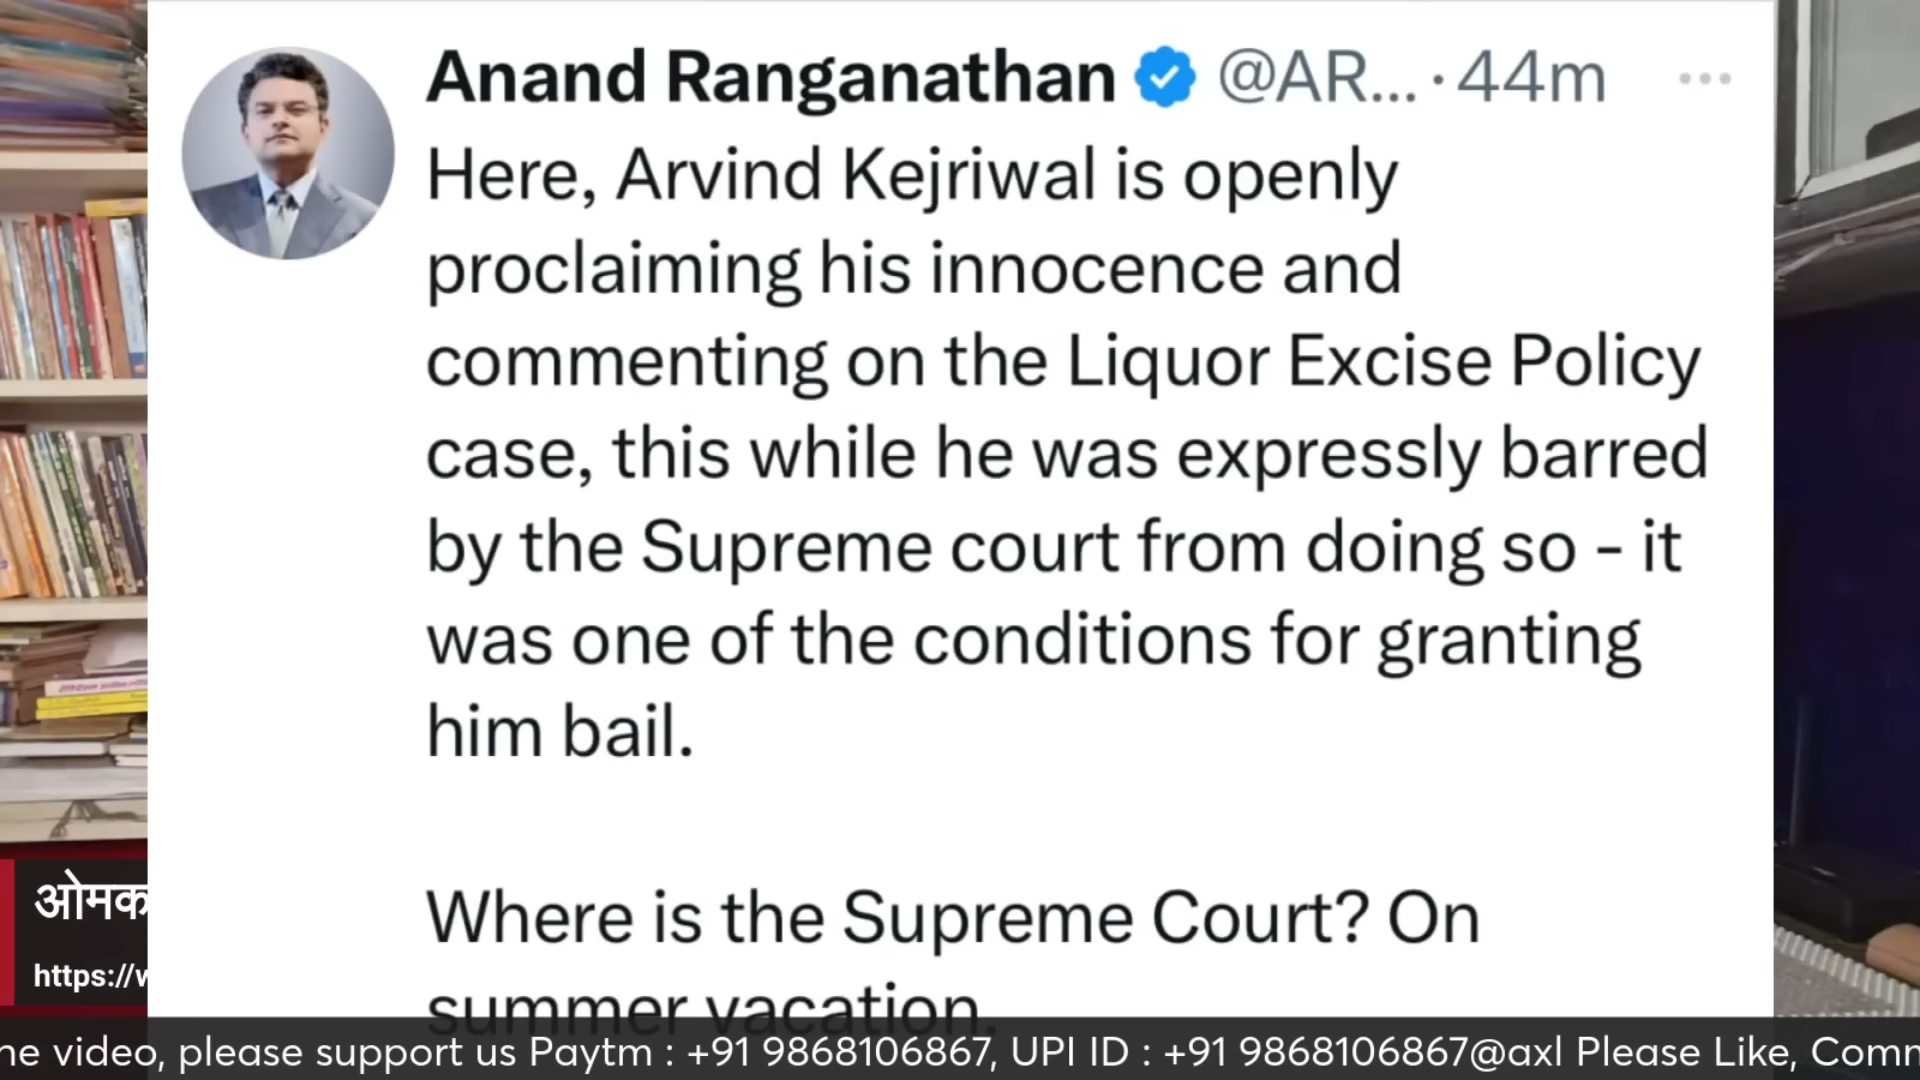 Anand Ranganathan @AR... · 44m
Here, Arvind Kejriwal is openly
proclaiming his innocence and
commenting on the Liquor Excise Policy
case, this while he was expressly barred
by the Supreme court from doing so - it
was one of the conditions for granting
him bail.
Where is the Supreme Court? On
summer vacation.
ओमक
https://w
he video, please support us Paytm : +91 9868106867, UPI ID : +91 9868106867@axl Please Like, Comm